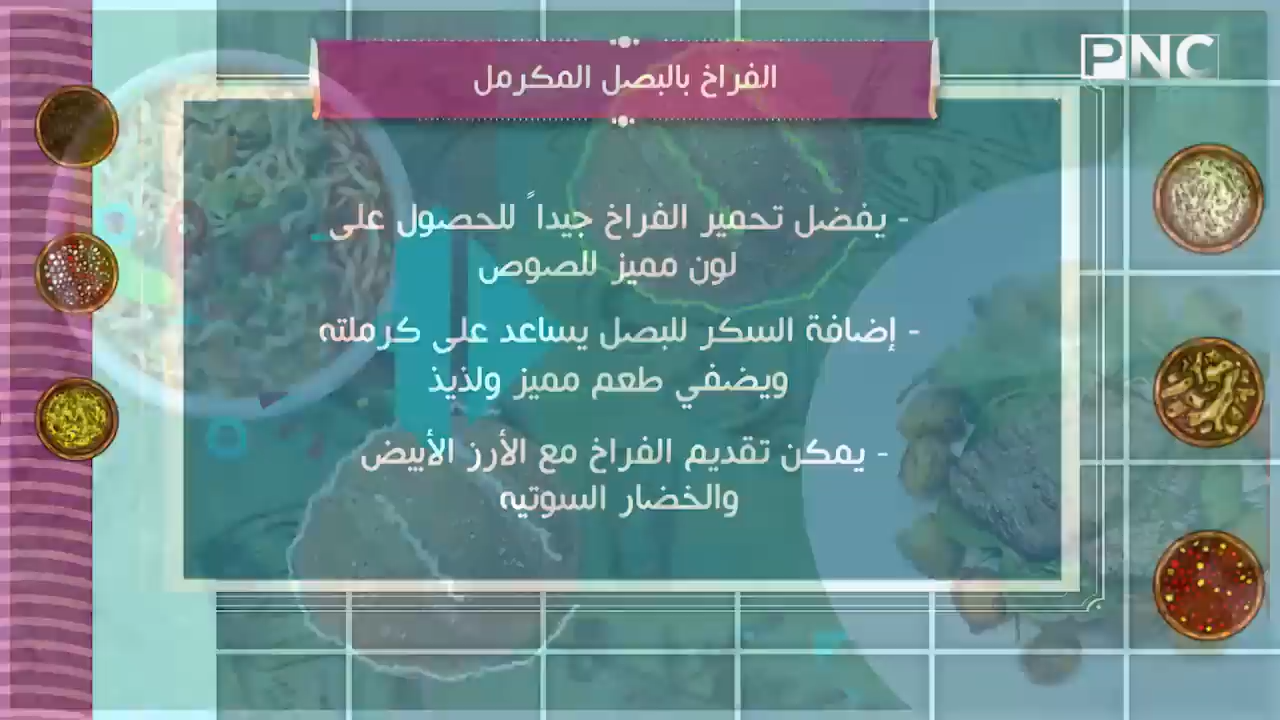 PNC
الفراخ بالبصل المكرمل
- يفضل تحمير الفراخ جيداً للحصول على
لون مميز للصوص
- إضافة السكر للبصل يساعد على كرملته
ويضفي طعم مميز ولذيذ
- يمكن تقديم الفراخ مع الأرز الأبيض
والخضار السوتيه